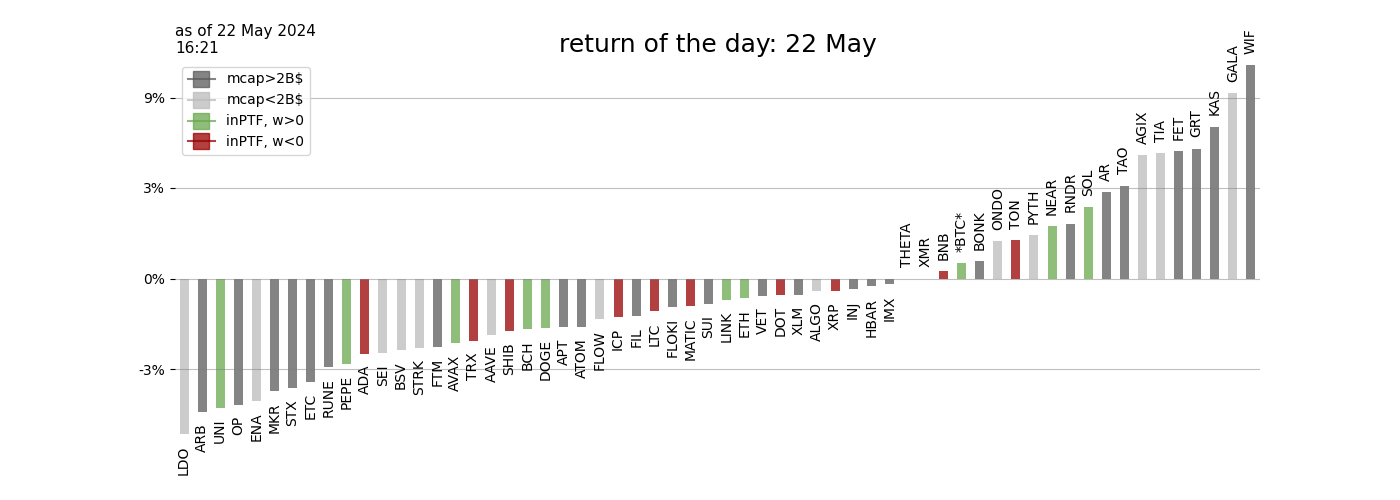 as of 22 May 2024
16:21
return of the day: 22 May
mcap>2B$
mcap<2B$
inPTF, w>0
inPTF, w<0
9%
3%
0%
-3%
LDO
ARB
UNI
OP
ENA
MKR
STX
ETC
RUNE
PEPE
ADA
SEI
BSV
STRK
FTM
AVAX
TRX
AAVE
SHIB
BCH
DOGE
APT
ATOM
FLOW
ICP
FIL
LTC
FLOKI
MATIC
SUI
LINK
ETH
VET
DOT
XLM
ALGO
XRP
INJ
HBAR
IMX
THETA
XMR
BNB
*BTC*
BONK
ONDO
TON
PYTH
NEAR
RNDR
SOL
AR
TAO
AGIX
TIA
FET
GRT
KAS
GALA
WIF